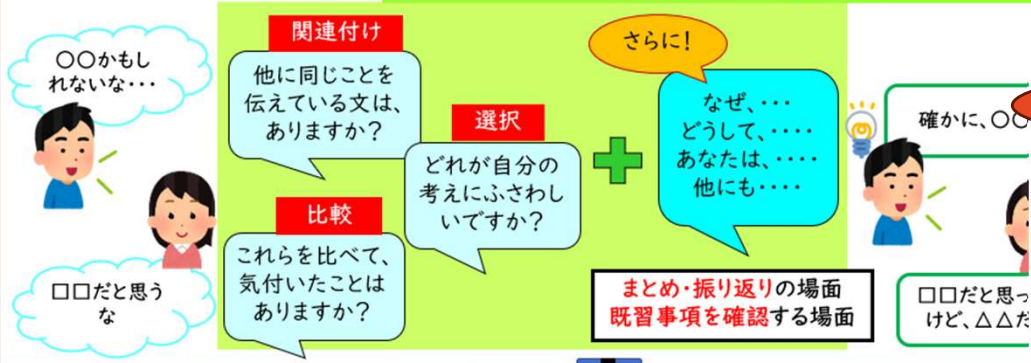 〇〇かもし
れないな・・・
関連付け
他に同じことを
伝えている文は、
ありますか?
選択
どれが自分の
考えにふさわし
いですか?
比較
これらを比べて、
気付いたことは
ありますか?
□□だと思う
な
さらに!
なぜ、・・・
どうして、・・・・
あなたは、・・・・
他にも・・・・
まとめ・振り返りの場面
既習事項を確認する場面
確かに、〇〇
□□だと思っ
けど、△△だ